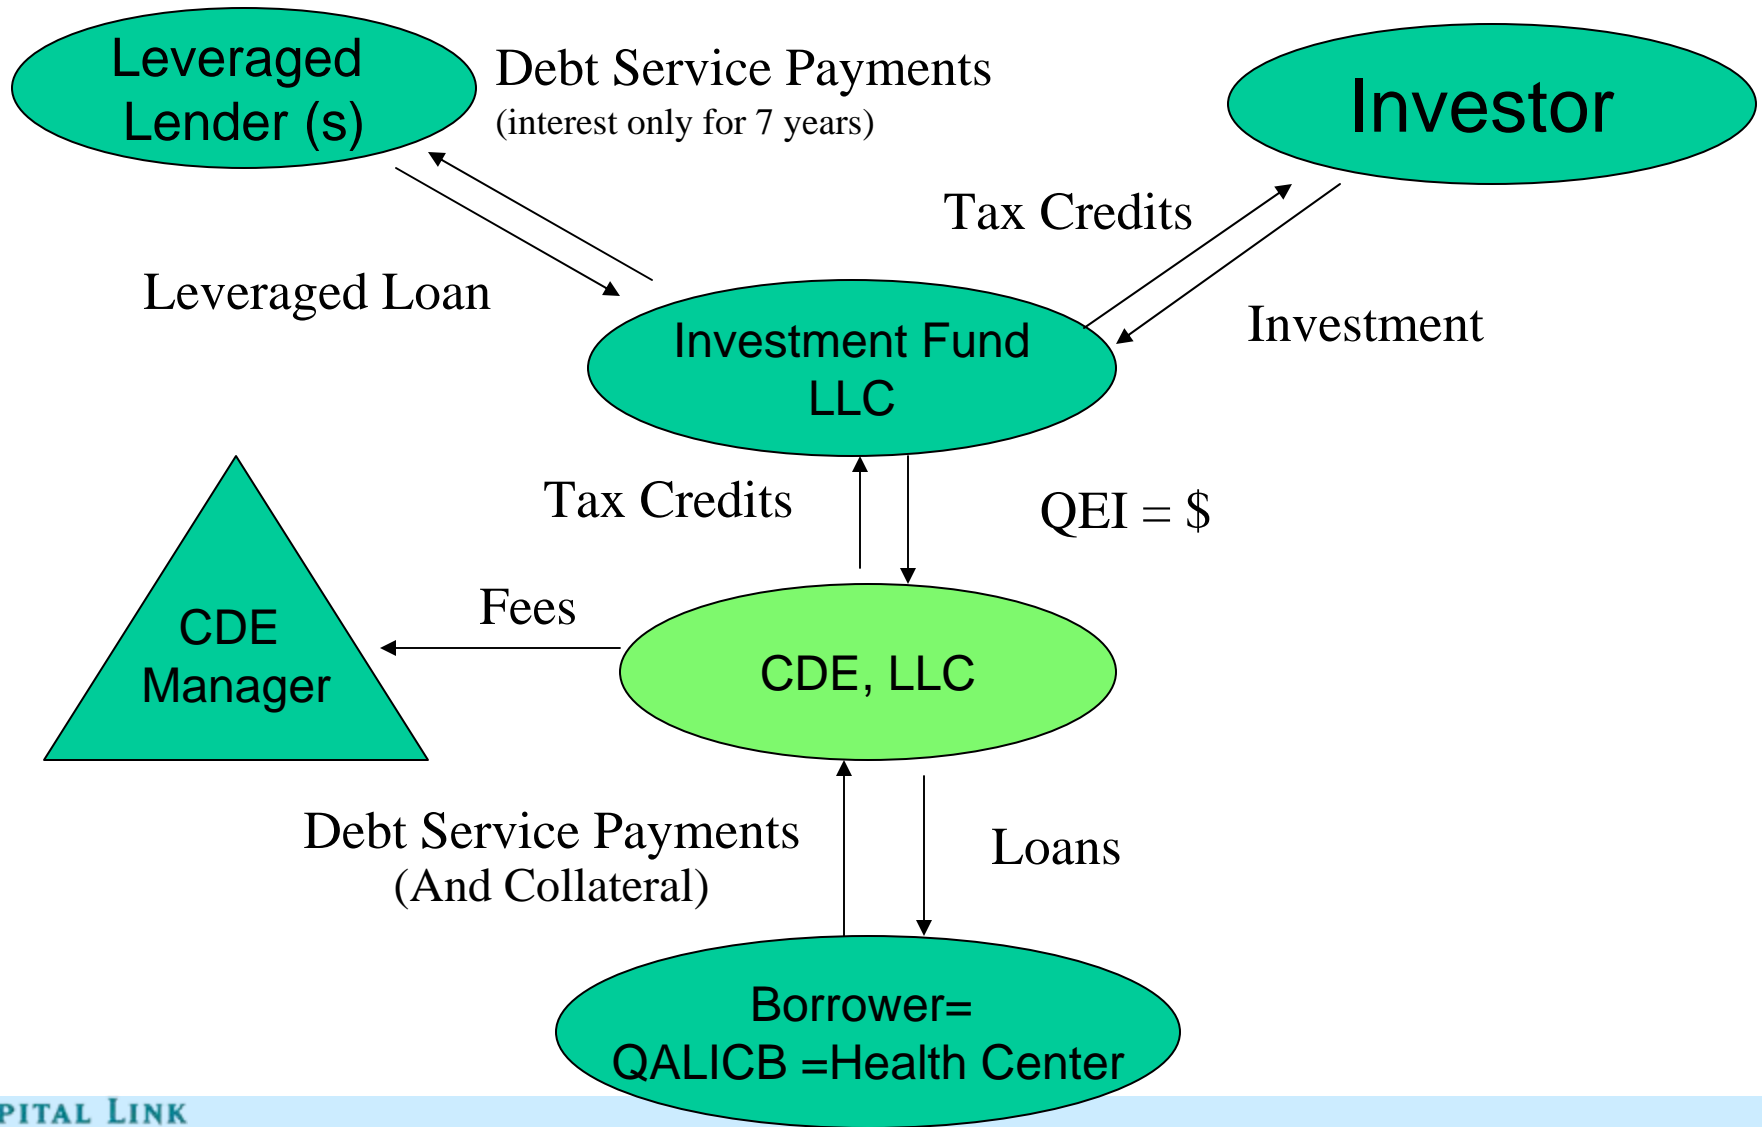 Leveraged
Lender (s)
Debt Service Payments
(interest only for 7 years)
Investor
Tax Credits
Leveraged Loan
Investment
Investment Fund
LLC
Tax Credits
QEI = $
Fees
CDE
Manager
CDE, LLC
Debt Service Payments
(And Collateral)
Loans
Borrower=
QALICB =Health Center
PITAL LINK